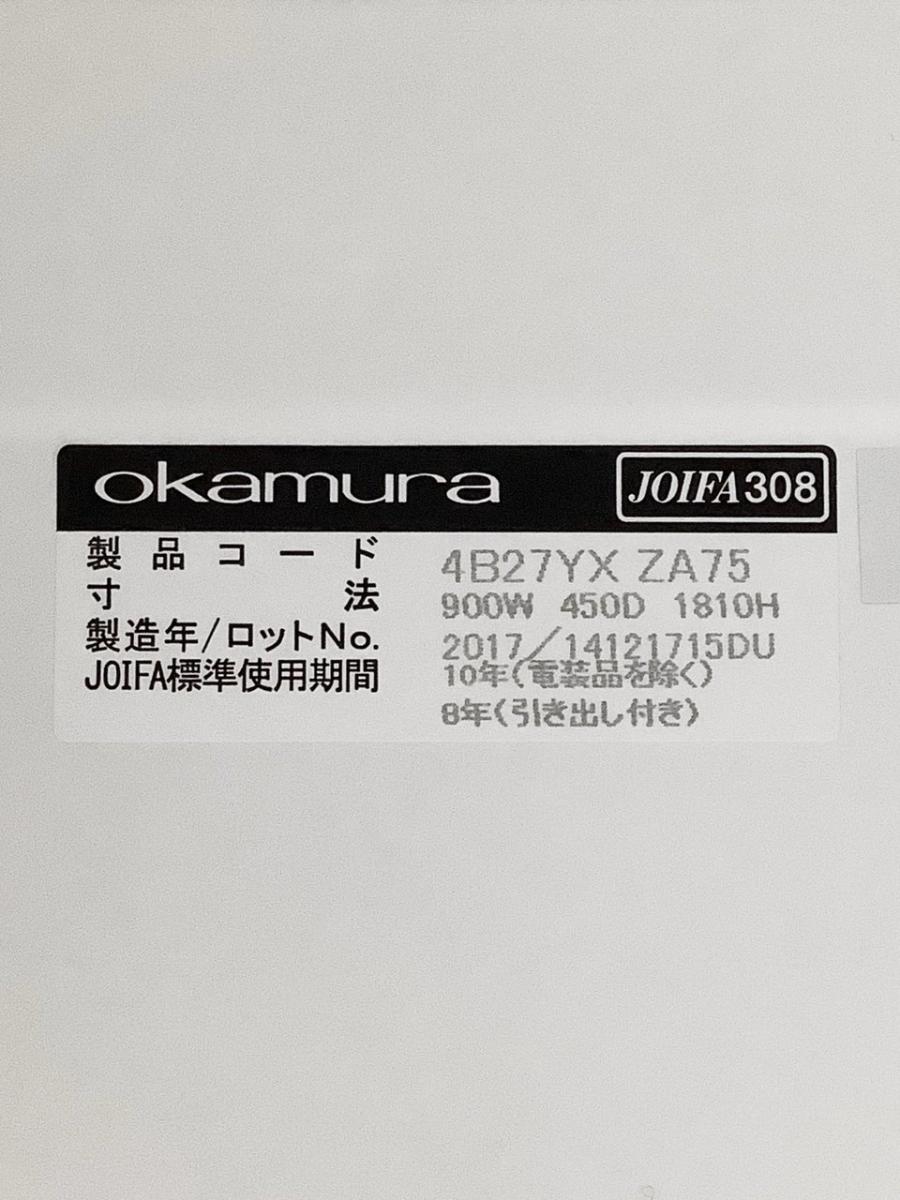 okamura JOIFA308
製品コード 4B27YX ZA75
寸法 900W 450D 1810H
製造年/ロットNo. 2017/14121715DU
JOIFA標準使用期間 10年(電装品を除く)
8年(引き出し付き)